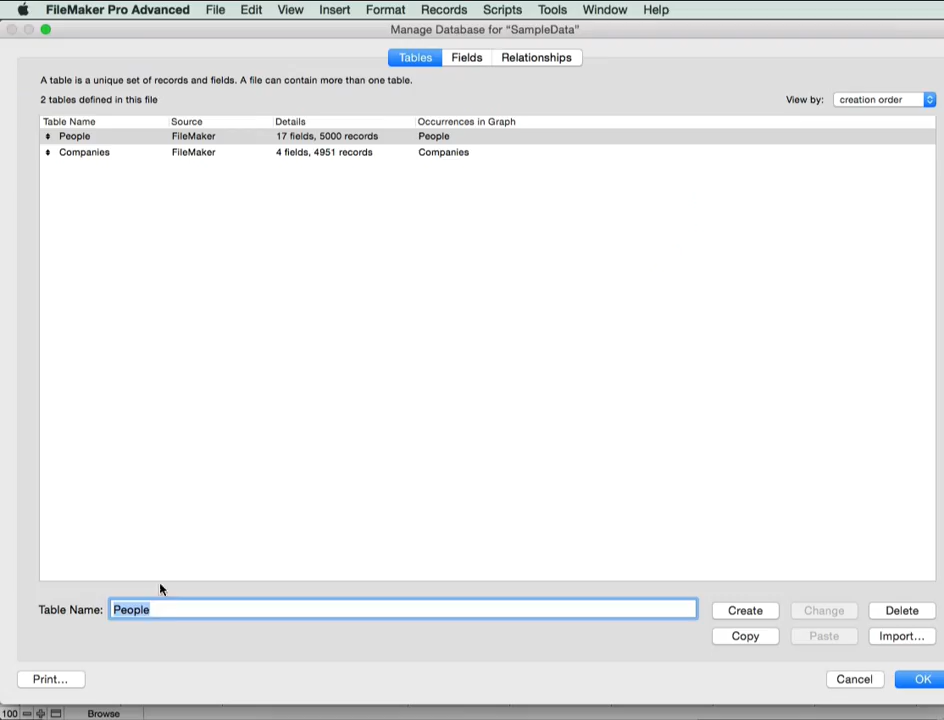 FileMaker Pro Advanced File Edit View Insert Format Records Scripts Tools Window Help
Manage Database for “SampleData”
Tables Fields Relationships
A table is a unique set of records and fields. A file can contain more than one table.
2 tables defined in this file View by: creation order
Table Name Source Details Occurrences in Graph
People FileMaker 17 fields, 5000 records People
Companies FileMaker 4 fields, 4951 records Companies
Table Name: People Create Change Delete
Copy Paste Import...
Print... Cancel OK
100 Browse